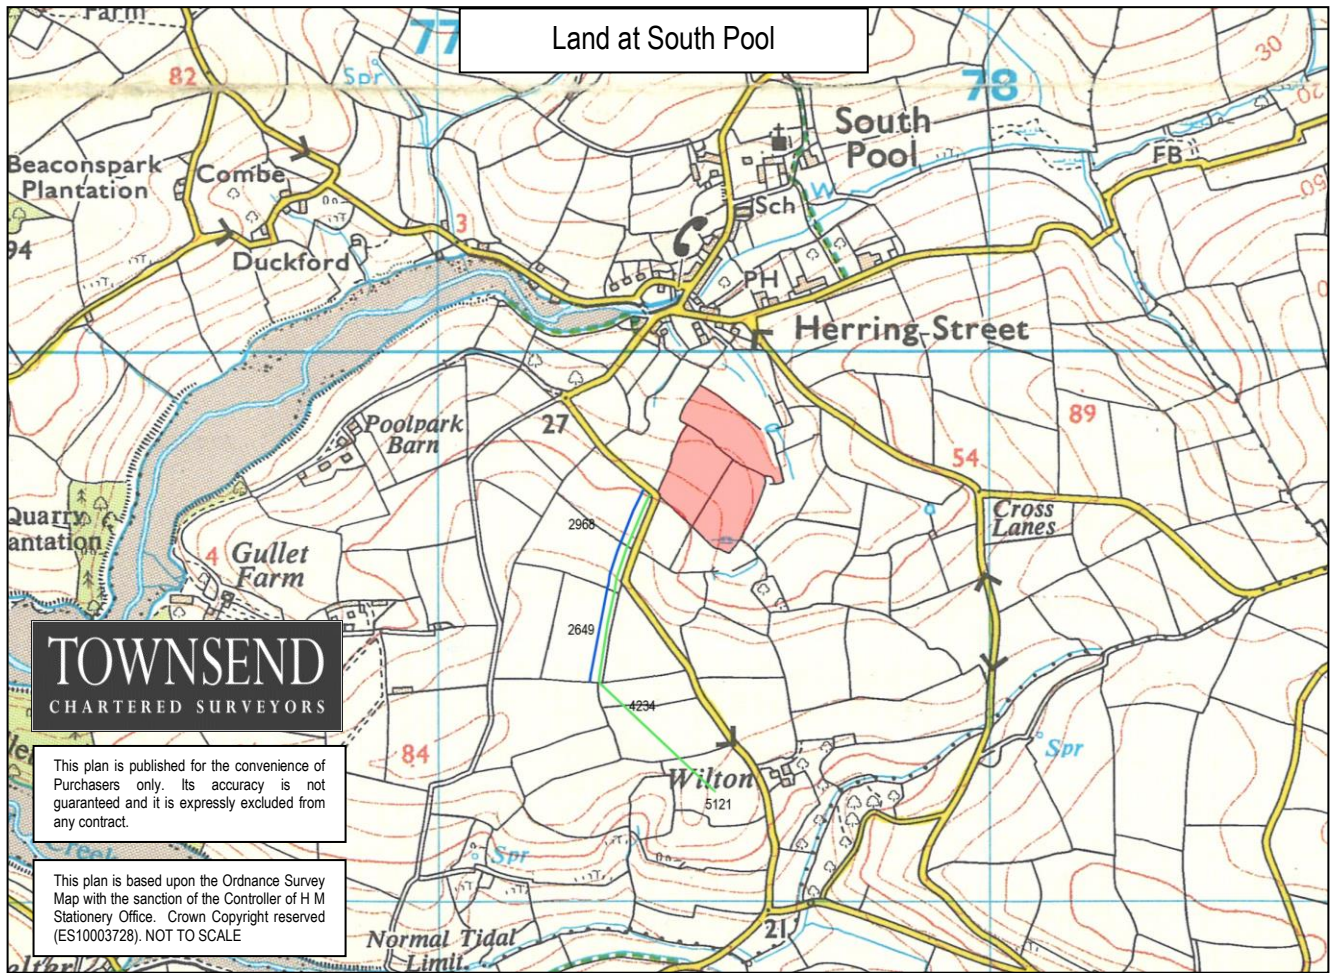 Land at South Pool
Farm
77
78
82
Spr
30
20
South
Pool
FB
50
Beaconspark
Plantation
Combe
W
Sch
3
94
Duckford
PH
Herring Street
27
Poolpark
Barn
89
54
Cross
Lanes
Quarry
antation
2968
4
Gullet
Farm
2649
TOWNSEND
CHARTERED SURVEYORS
4234
84
Spr
This plan is published for the convenience of
Purchasers only. Its accuracy is not
guaranteed and it is expressly excluded from
any contract.
Wilton
5121
Creek
Spr
This plan is based upon the Ordnance Survey
Map with the sanction of the Controller of H M
Stationery Office. Crown Copyright reserved
(ES10003728). NOT TO SCALE
21
Normal Tidal
Limit